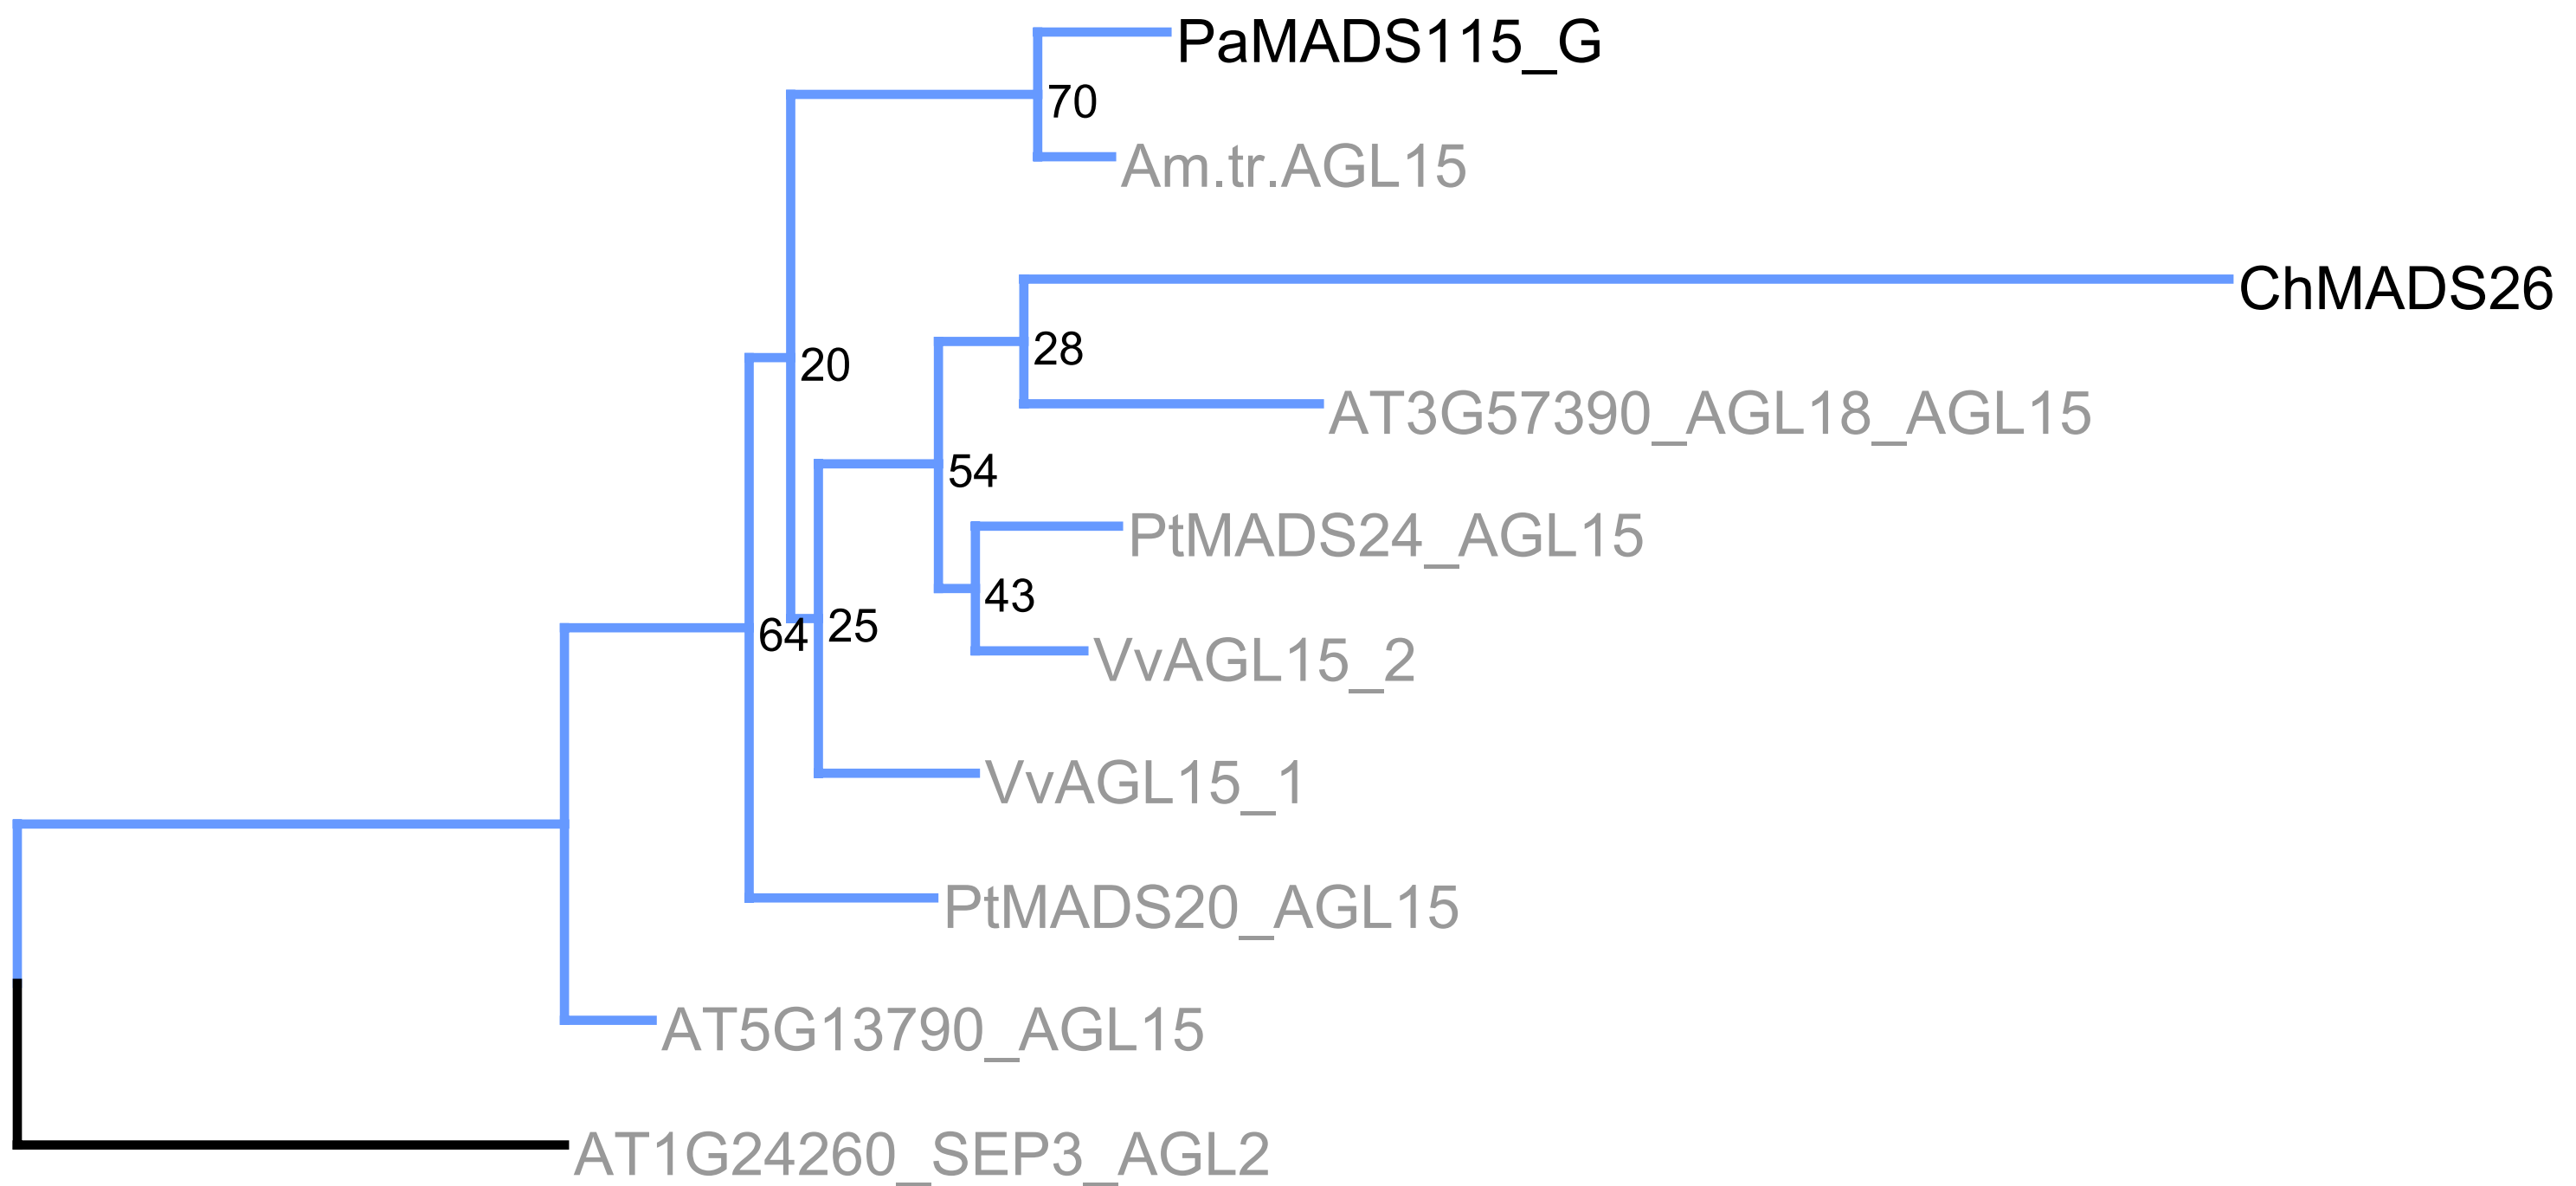 PaMADS115_G
70
Am.tr.AGL15
ChMADS26
28
20
AT3G57390_AGL18_AGL15
54
PtMADS24_AGL15
43
64
25
VvAGL15_2
VvAGL15_1
PtMADS20_AGL15
AT5G13790_AGL15
AT1G24260_SEP3_AGL2